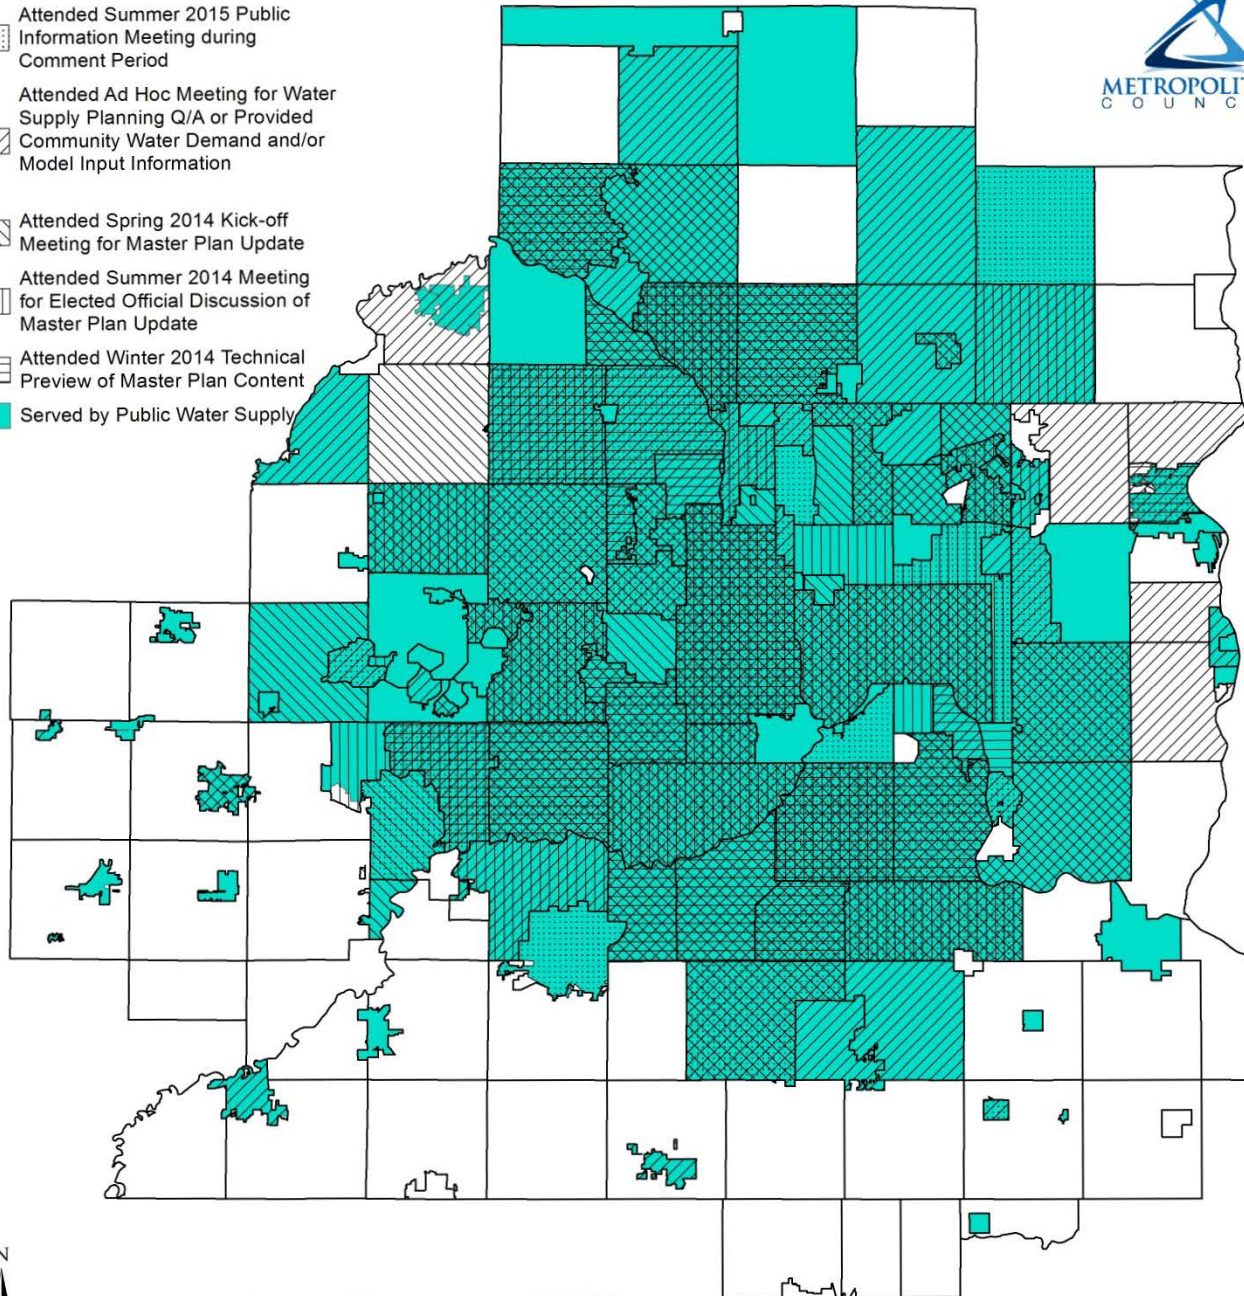 Attended Summer 2015 Public
Information Meeting during
Comment Period
Attended Ad Hoc Meeting for Water
Supply Planning Q/A or Provided
Community Water Demand and/or
Model Input Information
Attended Spring 2014 Kick-off
Meeting for Master Plan Update
Attended Summer 2014 Meeting
for Elected Official Discussion of
Master Plan Update
Attended Winter 2014 Technical
Preview of Master Plan Content
Served by Public Water Supply
METROPOLI
COUNC
N